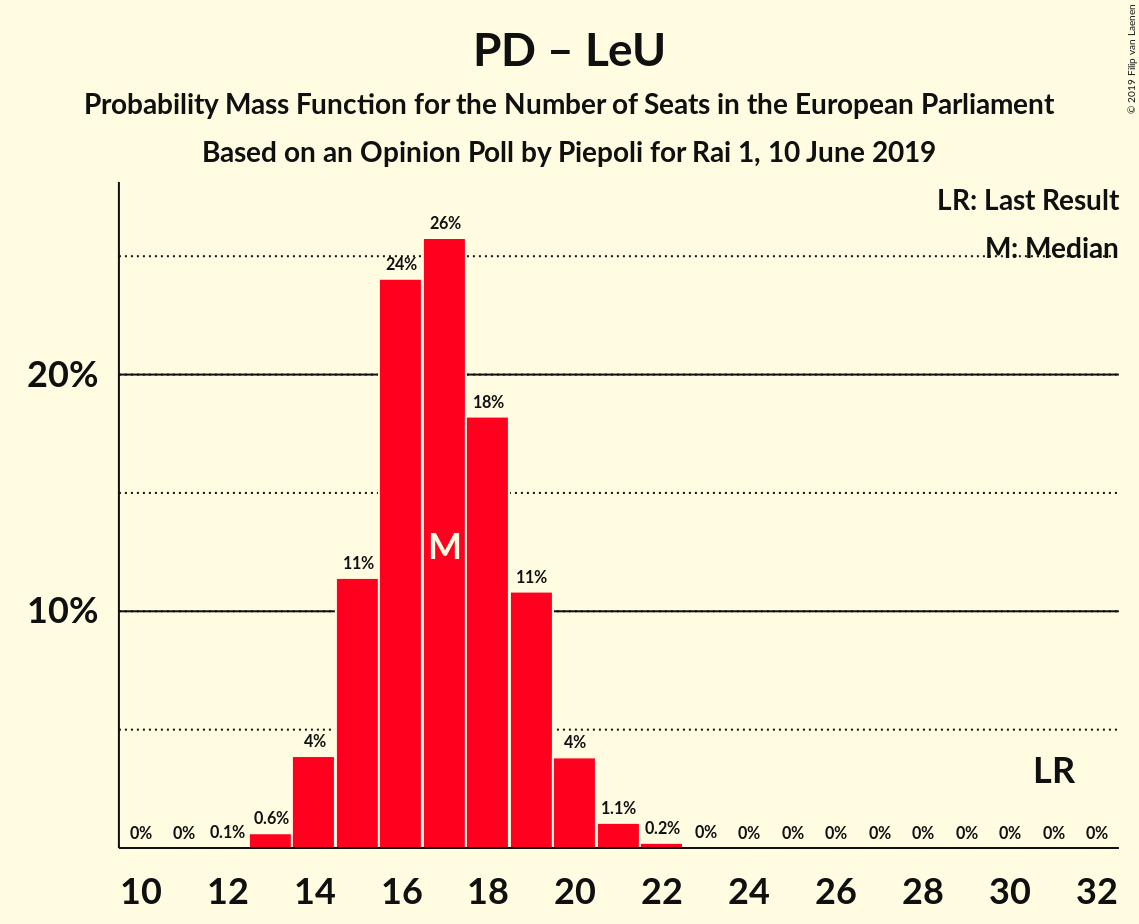 PD – LeU
Probability Mass Function for the Number of Seats in the European Parliament
Based on an Opinion Poll by Piepoli for Rai 1, 10 June 2019
© 2019 Filip van Laenen
LR: Last Result
M: Median
20%
10%
0% 0% 0.1% 0.6% 4% 11% 24% 26% 18% 11% 4% 1.1% 0.2% 0% 0% 0% 0% 0% 0% 0% 0% 0% 0%
M
LR
10 12 14 16 18 20 22 24 26 28 30 32